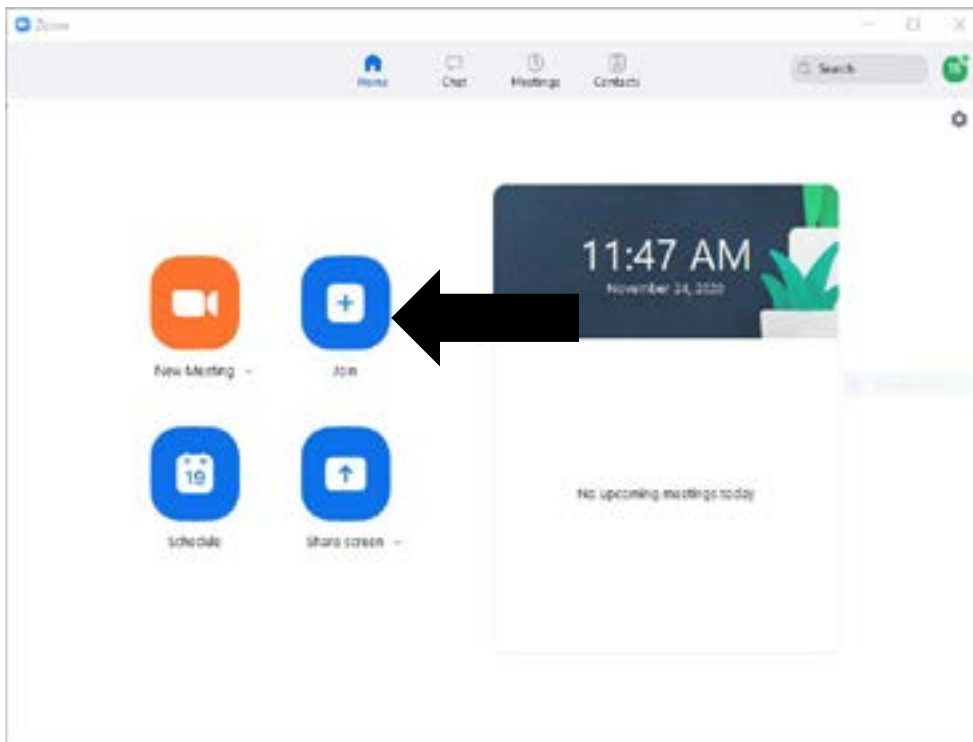 Zoom
Home
Chat
Meetings
Contacts
Search
11:47 AM
November 24, 2020
New Meeting
Join
19
Schedule
Share screen
No upcoming meetings today